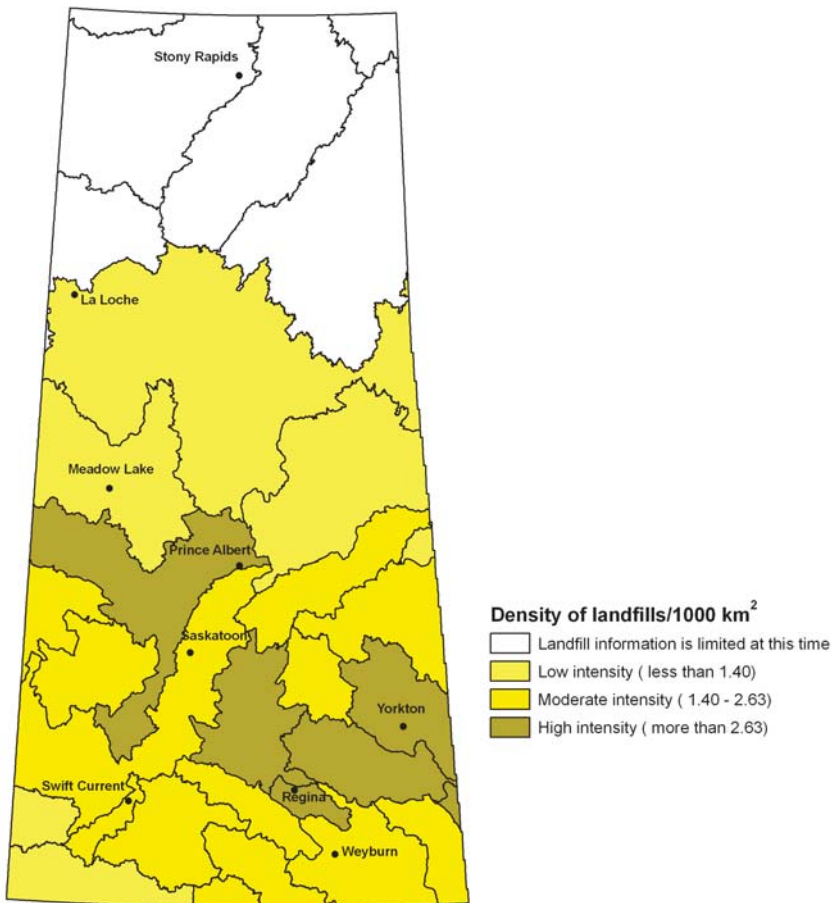 Stony Rapids
La Loche
Meadow Lake
Prince Albert
Saskatoon
Yorkton
Swift Current
Regina
Weyburn
Density of landfills/1000 km²
Landfill information is limited at this time
Low intensity ( less than 1.40)
Moderate intensity ( 1.40 - 2.63)
High intensity ( more than 2.63)